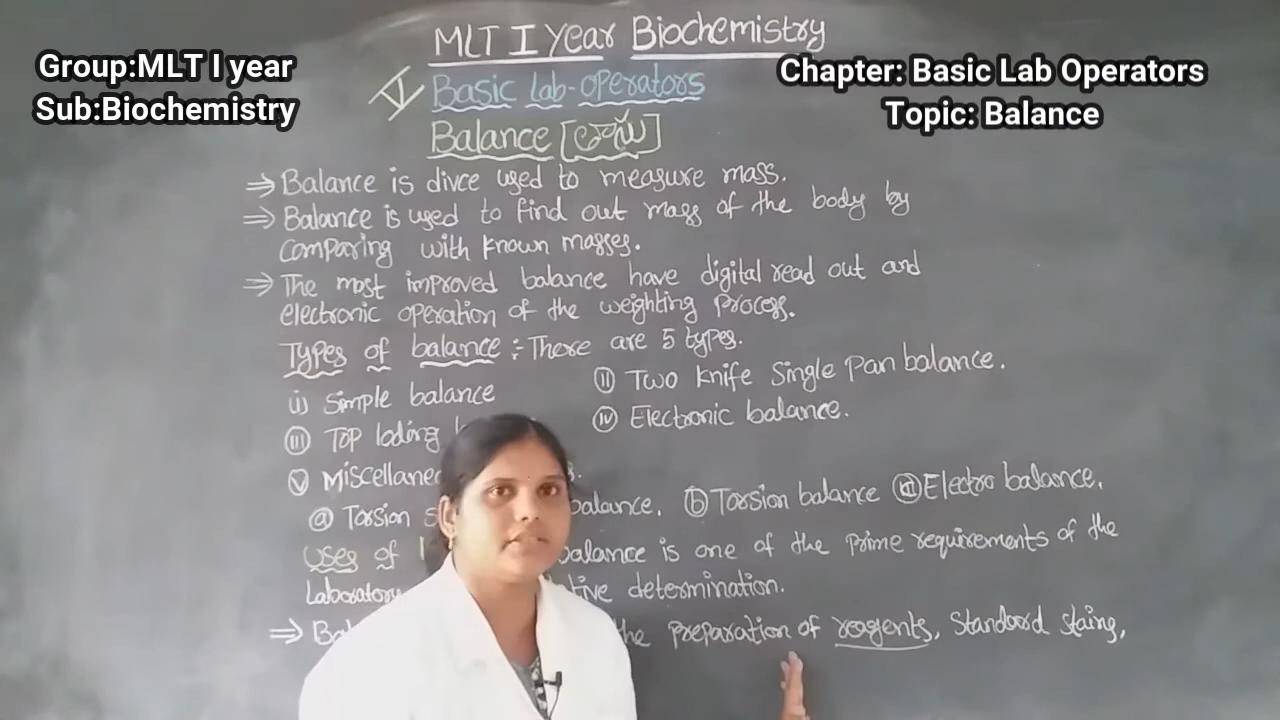 MLT I Year Biochemistry
Group:MLT I year
Sub:Biochemistry
Chapter: Basic Lab Operators
Topic: Balance
Basic Lab-operators
Balance [త్రాసు]
⇒ Balance is divce used to measure mass.
⇒ Balance is used to find out mass of the body by
comparing with known masses.
⇒ The most improved balance have digital read out and
electronic operation of the weighting process.
Types of balance :- There are 5 types.
(i) Simple balance (II) Two knife single pan balance.
(III) Top loding (IV) Electronic balance.
(V)
(a) Torsion balance. (b) Torsion balance Electro balance.
Uses of balance is one of the prime requirements of the
determination.
⇒ the preparation of reagents, standard stains,